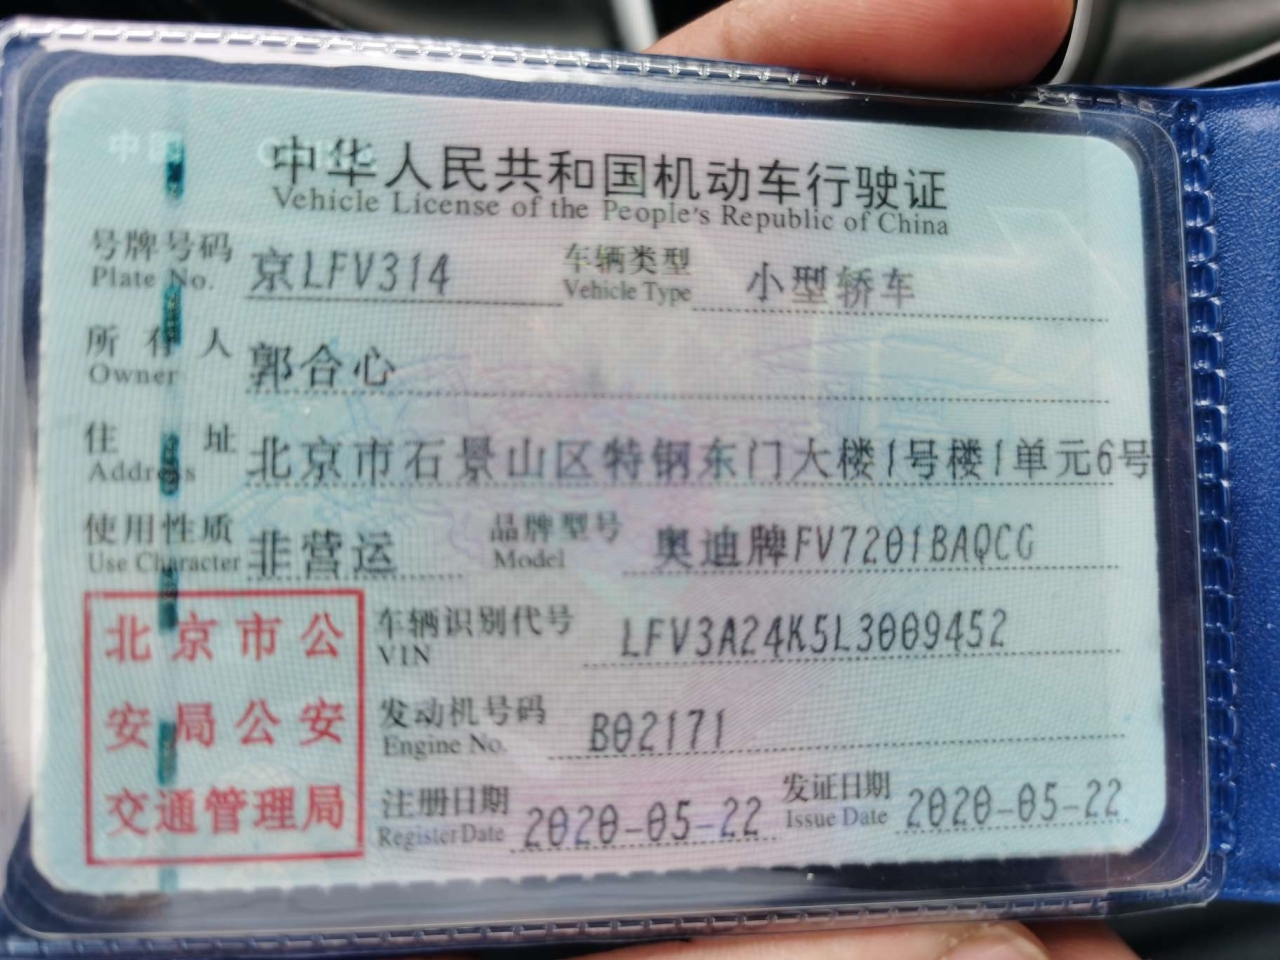 中国 CHINA
中华人民共和国机动车行驶证
Vehicle License of the People's Republic of China
号牌号码 京LFV314 车辆类型 小型轿车
Plate No. Vehicle Type
所有人 郭合心
Owner
住址 北京市石景山区特钢东门大楼1号楼1单元6号
Address
使用性质 非营运 品牌型号 奥迪牌FV7201BAQCG
Use Character Model
车辆识别代号 LFV3A24K5L3009452
VIN
发动机号码 B02171
Engine No.
注册日期 2020-05-22 发证日期 2020-05-22
Register Date Issue Date
北京市公
安局公安
交通管理局